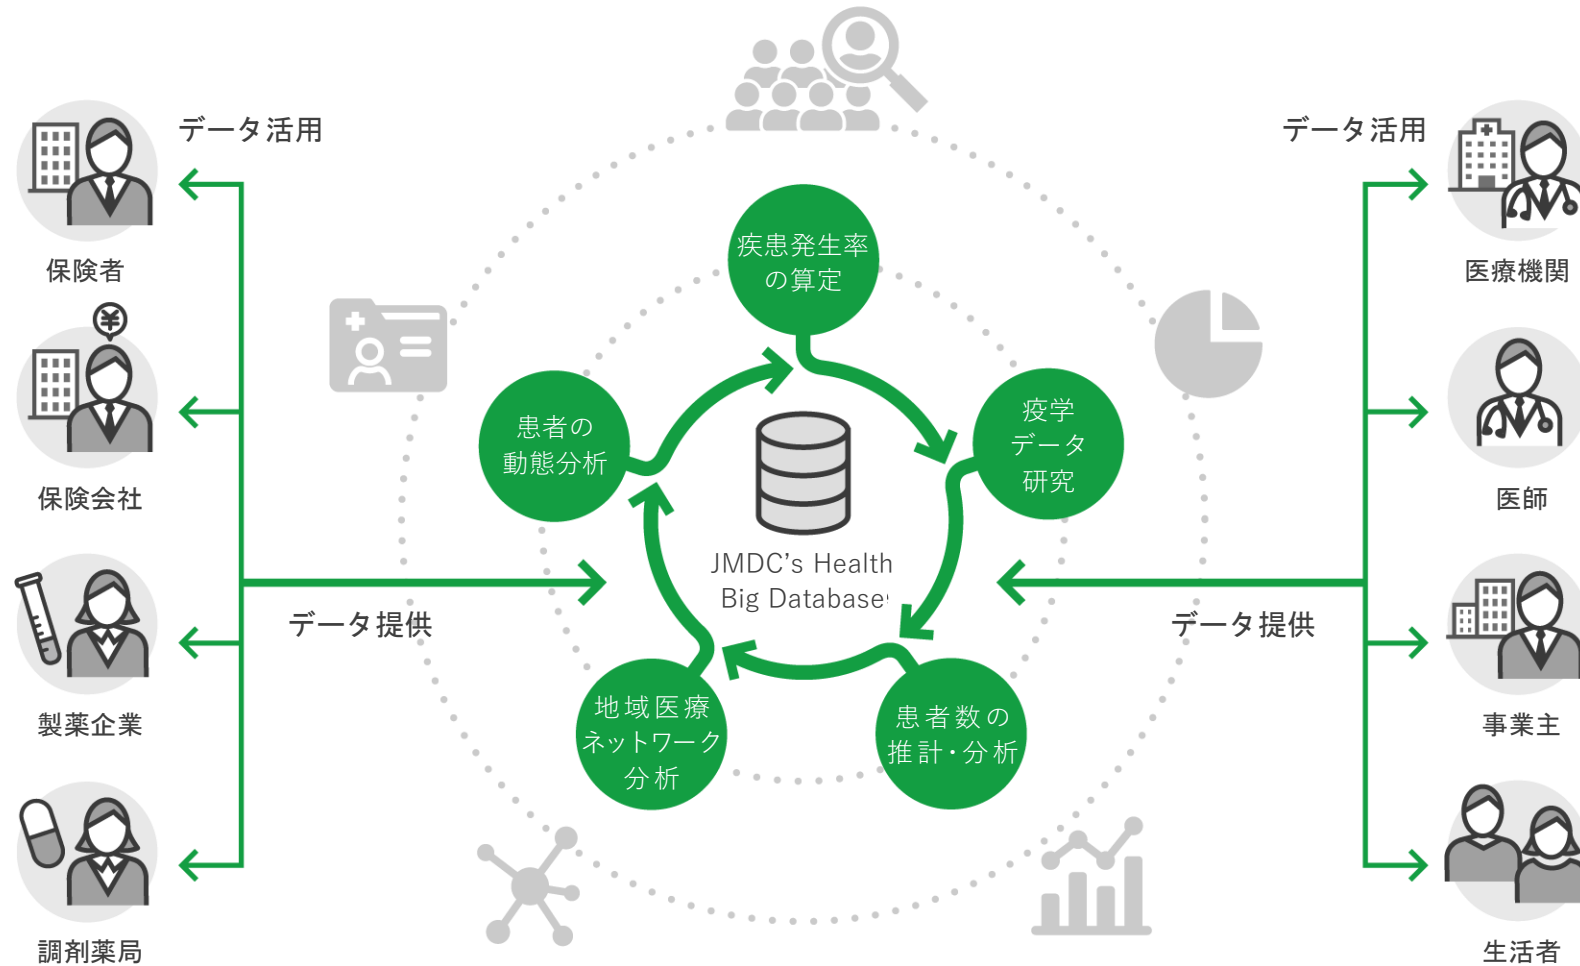 データ活用
保険者
¥
保険会社
製薬企業
調剤薬局
データ提供
疾患発生率
の算定
患者の
動態分析
疫学
データ
研究
JMDC’s Health
Big Database
地域医療
ネットワーク
分析
患者数の
推計・分析
データ活用
医療機関
医師
データ提供
事業主
生活者